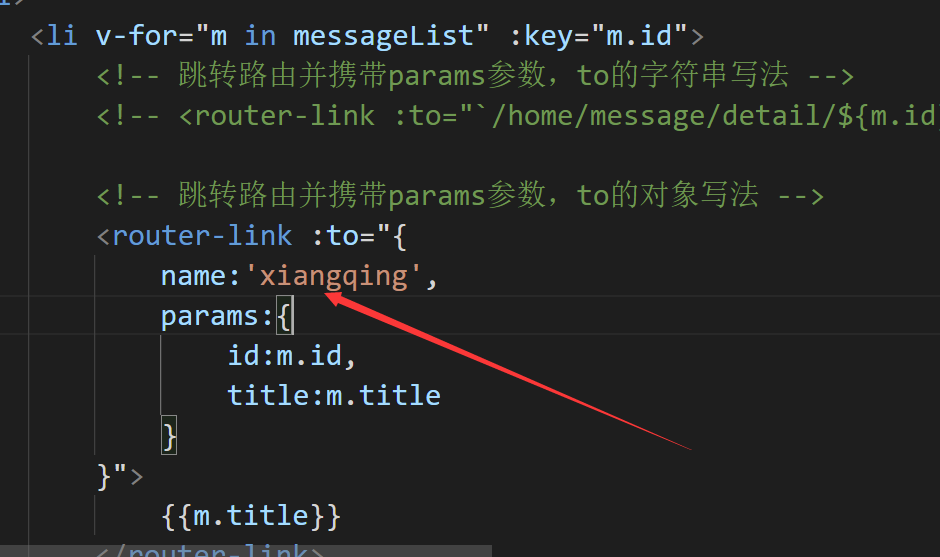 <li v-for="m in messageList" :key="m.id">
<!-- 跳转路由并携带params参数，to的字符串写法 -->
<!-- <router-link :to="`/home/message/detail/${m.id
<!-- 跳转路由并携带params参数，to的对象写法 -->
<router-link :to="{
name:'xiangqing',
params:{
id:m.id,
title:m.title
}
}">
{{m.title}}
</router-link>